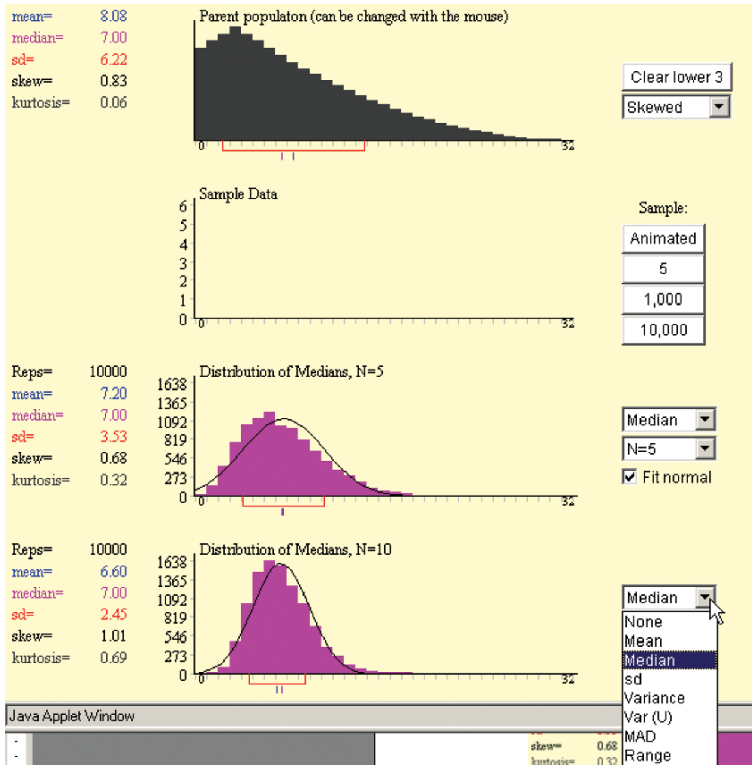 mean= 8.08
median= 7.00
sd= 6.22
skew= 0.83
kurtosis= 0.06
Parent populaton (can be changed with the mouse)
0 32
Clear lower 3
Skewed
Sample Data
6
5
4
3
2
1
0
0 32
Sample:
Animated
5
1,000
10,000
Reps= 10000
mean= 7.20
median= 7.00
sd= 3.53
skew= 0.68
kurtosis= 0.32
Distribution of Medians, N=5
1638
1365
1092
819
546
273
0
0 32
Median
N=5
Fit normal
Reps= 10000
mean= 6.60
median= 7.00
sd= 2.45
skew= 1.01
kurtosis= 0.69
Distribution of Medians, N=10
1638
1365
1092
819
546
273
0
0 32
Median
None
Mean
Median
sd
Variance
Var (U)
MAD
Range
Java Applet Window
skew= 0.68
kurtosis= 0.32